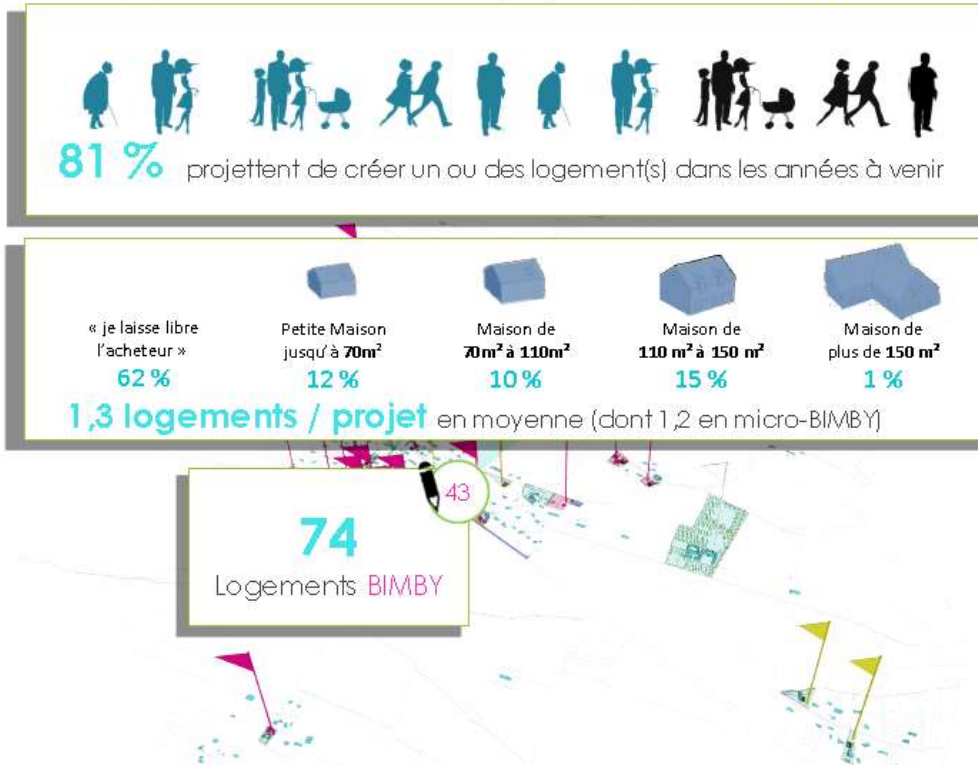 81 % projettent de créer un ou des logement(s) dans les années à venir
« je laisse libre
l'acheteur »
62 %
Petite Maison
jusqu'à 70m²
12 %
Maison de
70m² à 110m²
10 %
Maison de
110 m² à 150 m²
15 %
Maison de
plus de 150 m²
1 %
1,3 logements / projet en moyenne (dont 1,2 en micro-BIMBY)
43
74
Logements BIMBY